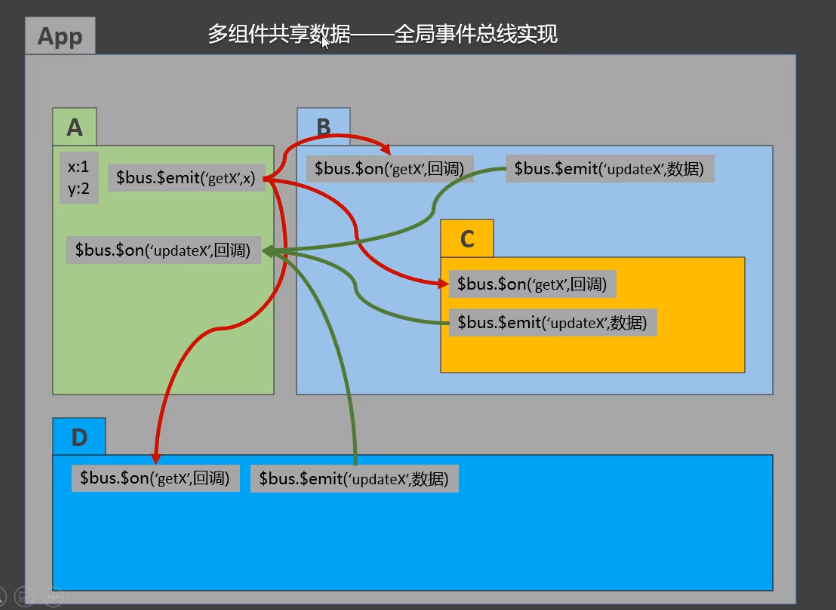 多组件共享数据——全局事件总线实现
App
A
x:1
y:2
$bus.$emit(‘getX’,x)
$bus.$on(‘updateX’,回调)
B
$bus.$on(‘getX’,回调)
$bus.$emit(‘updateX’,数据)
C
$bus.$on(‘getX’,回调)
$bus.$emit(‘updateX’,数据)
D
$bus.$on(‘getX’,回调)
$bus.$emit(‘updateX’,数据)